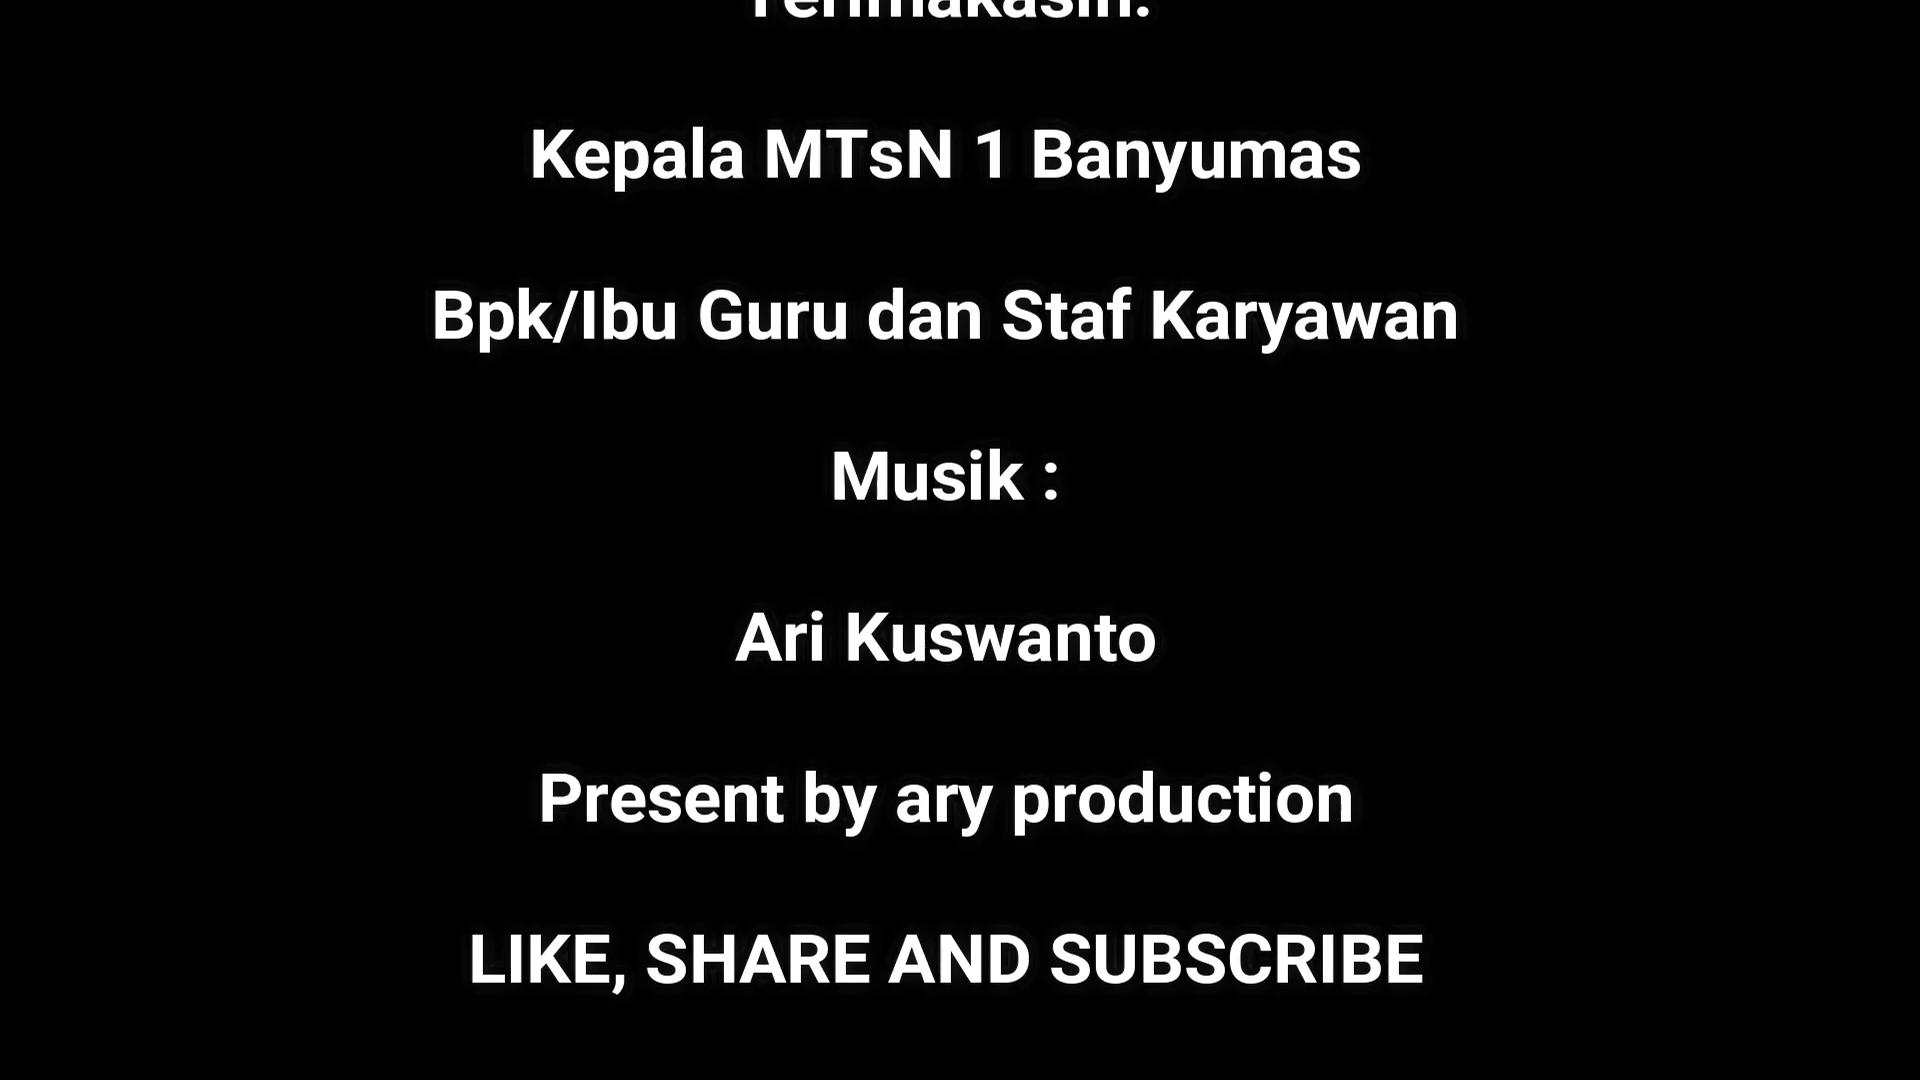 Terimakasih:
Kepala MTsN 1 Banyumas
Bpk/Ibu Guru dan Staf Karyawan
Musik :
Ari Kuswanto
Present by ary production
LIKE, SHARE AND SUBSCRIBE